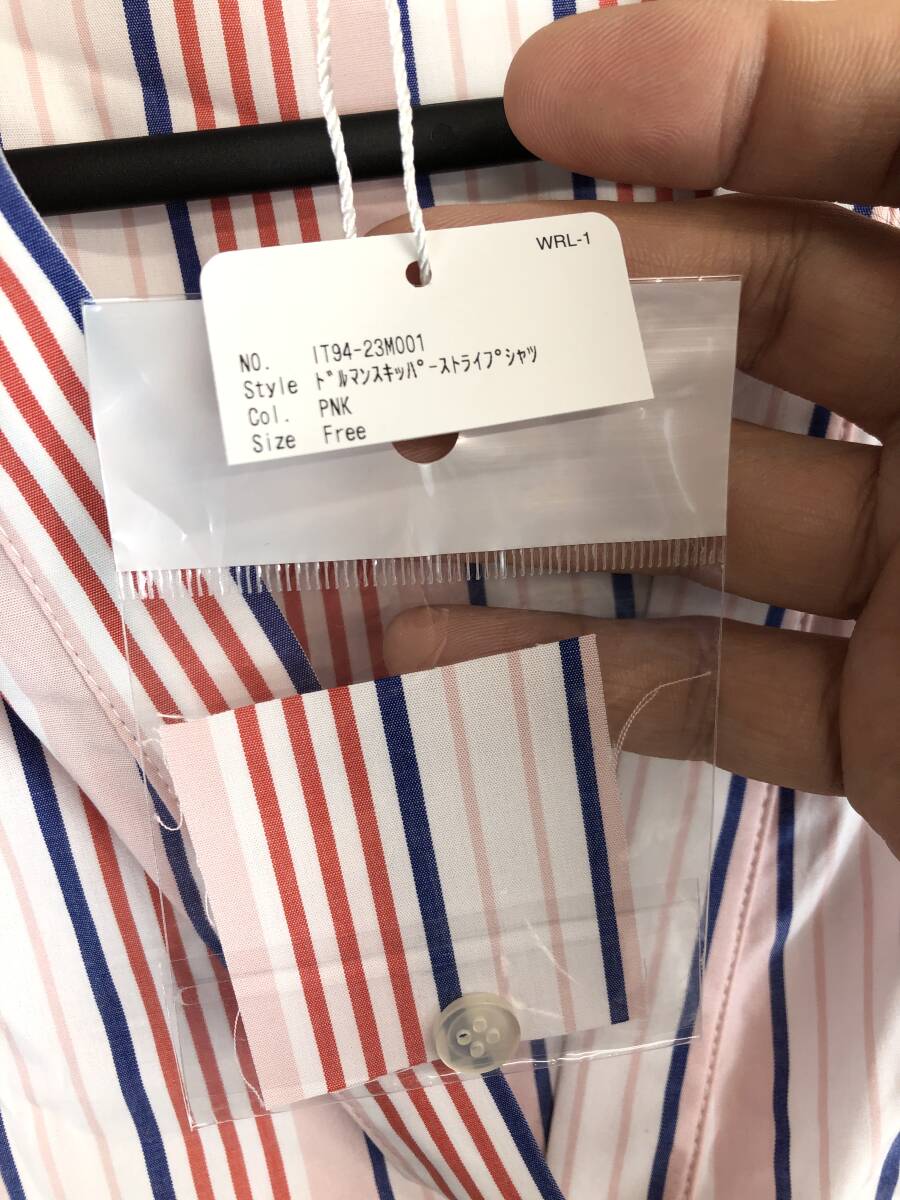 WRL-1
NO. IT94-23M001
Style ﾄﾞﾙﾏﾝｽｷｯﾊﾟｰｽﾄﾗｲﾌﾟｼｬﾂ
Col. PNK
Size Free